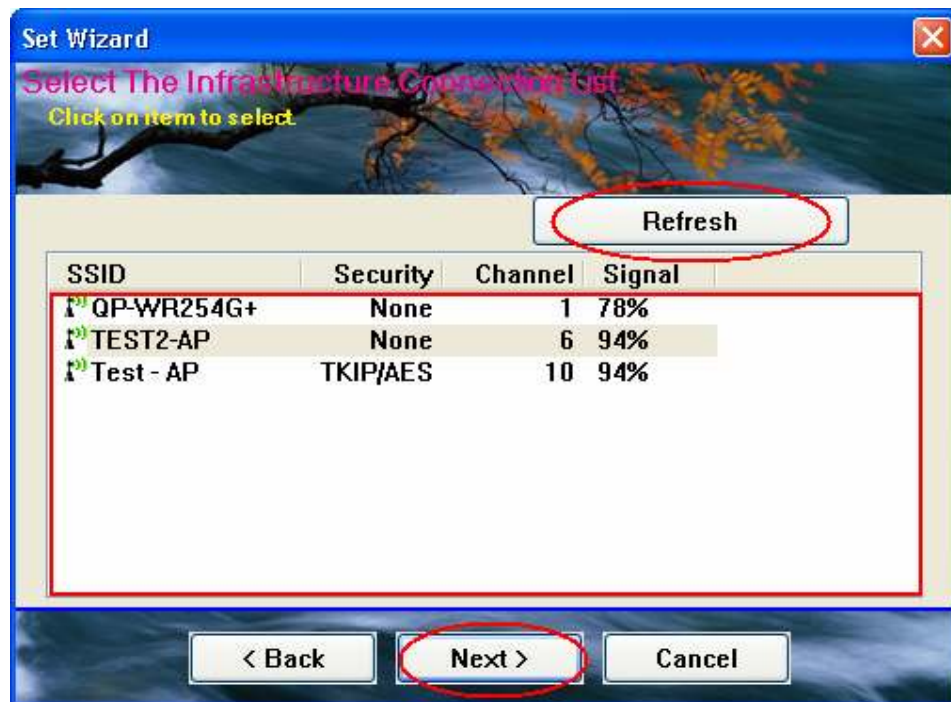 Set Wizard
Select The Infrastructure Connection List
Click on item to select.
Refresh
SSID Security Channel Signal
QP-WR254G+ None 1 78%
TEST2-AP None 6 94%
Test - AP TKIP/AES 10 94%
< Back Next > Cancel